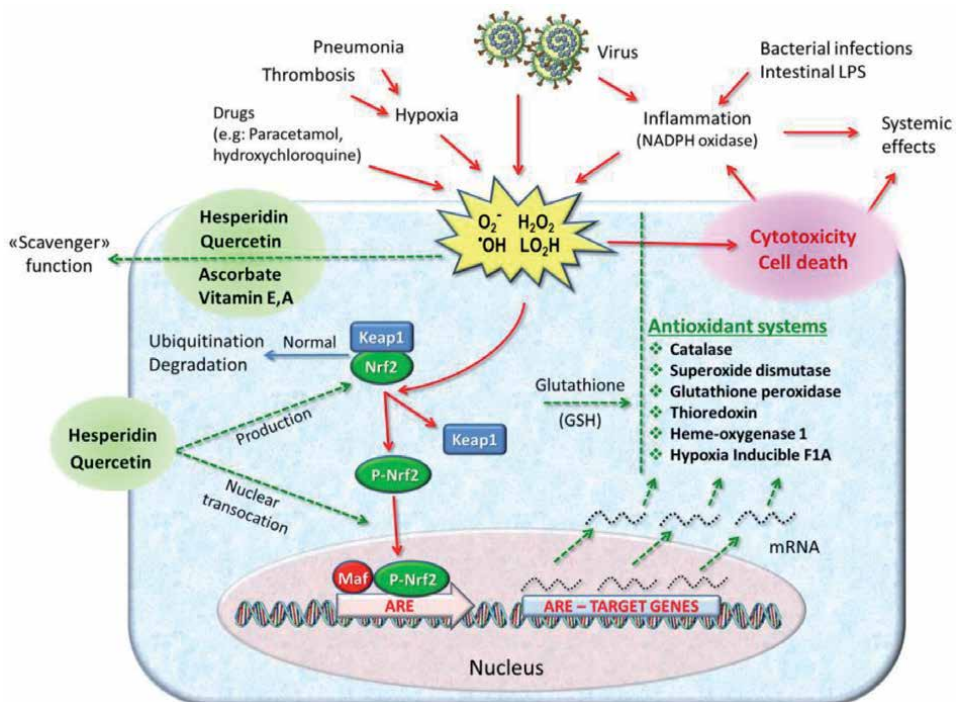 Pneumonia
Thrombosis
Hypoxia
Drugs
(e.g: Paracetamol,
hydroxychloroquine)
Virus
Bacterial infections
Intestinal LPS
Inflammation
(NADPH oxidase)
Systemic
effects
O₂⁻ H₂O₂
•OH LO₂H
Cytotoxicity
Cell death
«Scavenger»
function
Hesperidin
Quercetin
Ascorbate
Vitamin E,A
Ubiquitination
Degradation
Normal
Keap1
Nrf2
Keap1
P-Nrf2
Hesperidin
Quercetin
Production
Nuclear
transocation
Glutathione
(GSH)
Antioxidant systems
❖ Catalase
❖ Superoxide dismutase
❖ Glutathione peroxidase
❖ Thioredoxin
❖ Heme-oxygenase 1
❖ Hypoxia Inducible F1A
mRNA
Maf
P-Nrf2
ARE
ARE – TARGET GENES
Nucleus